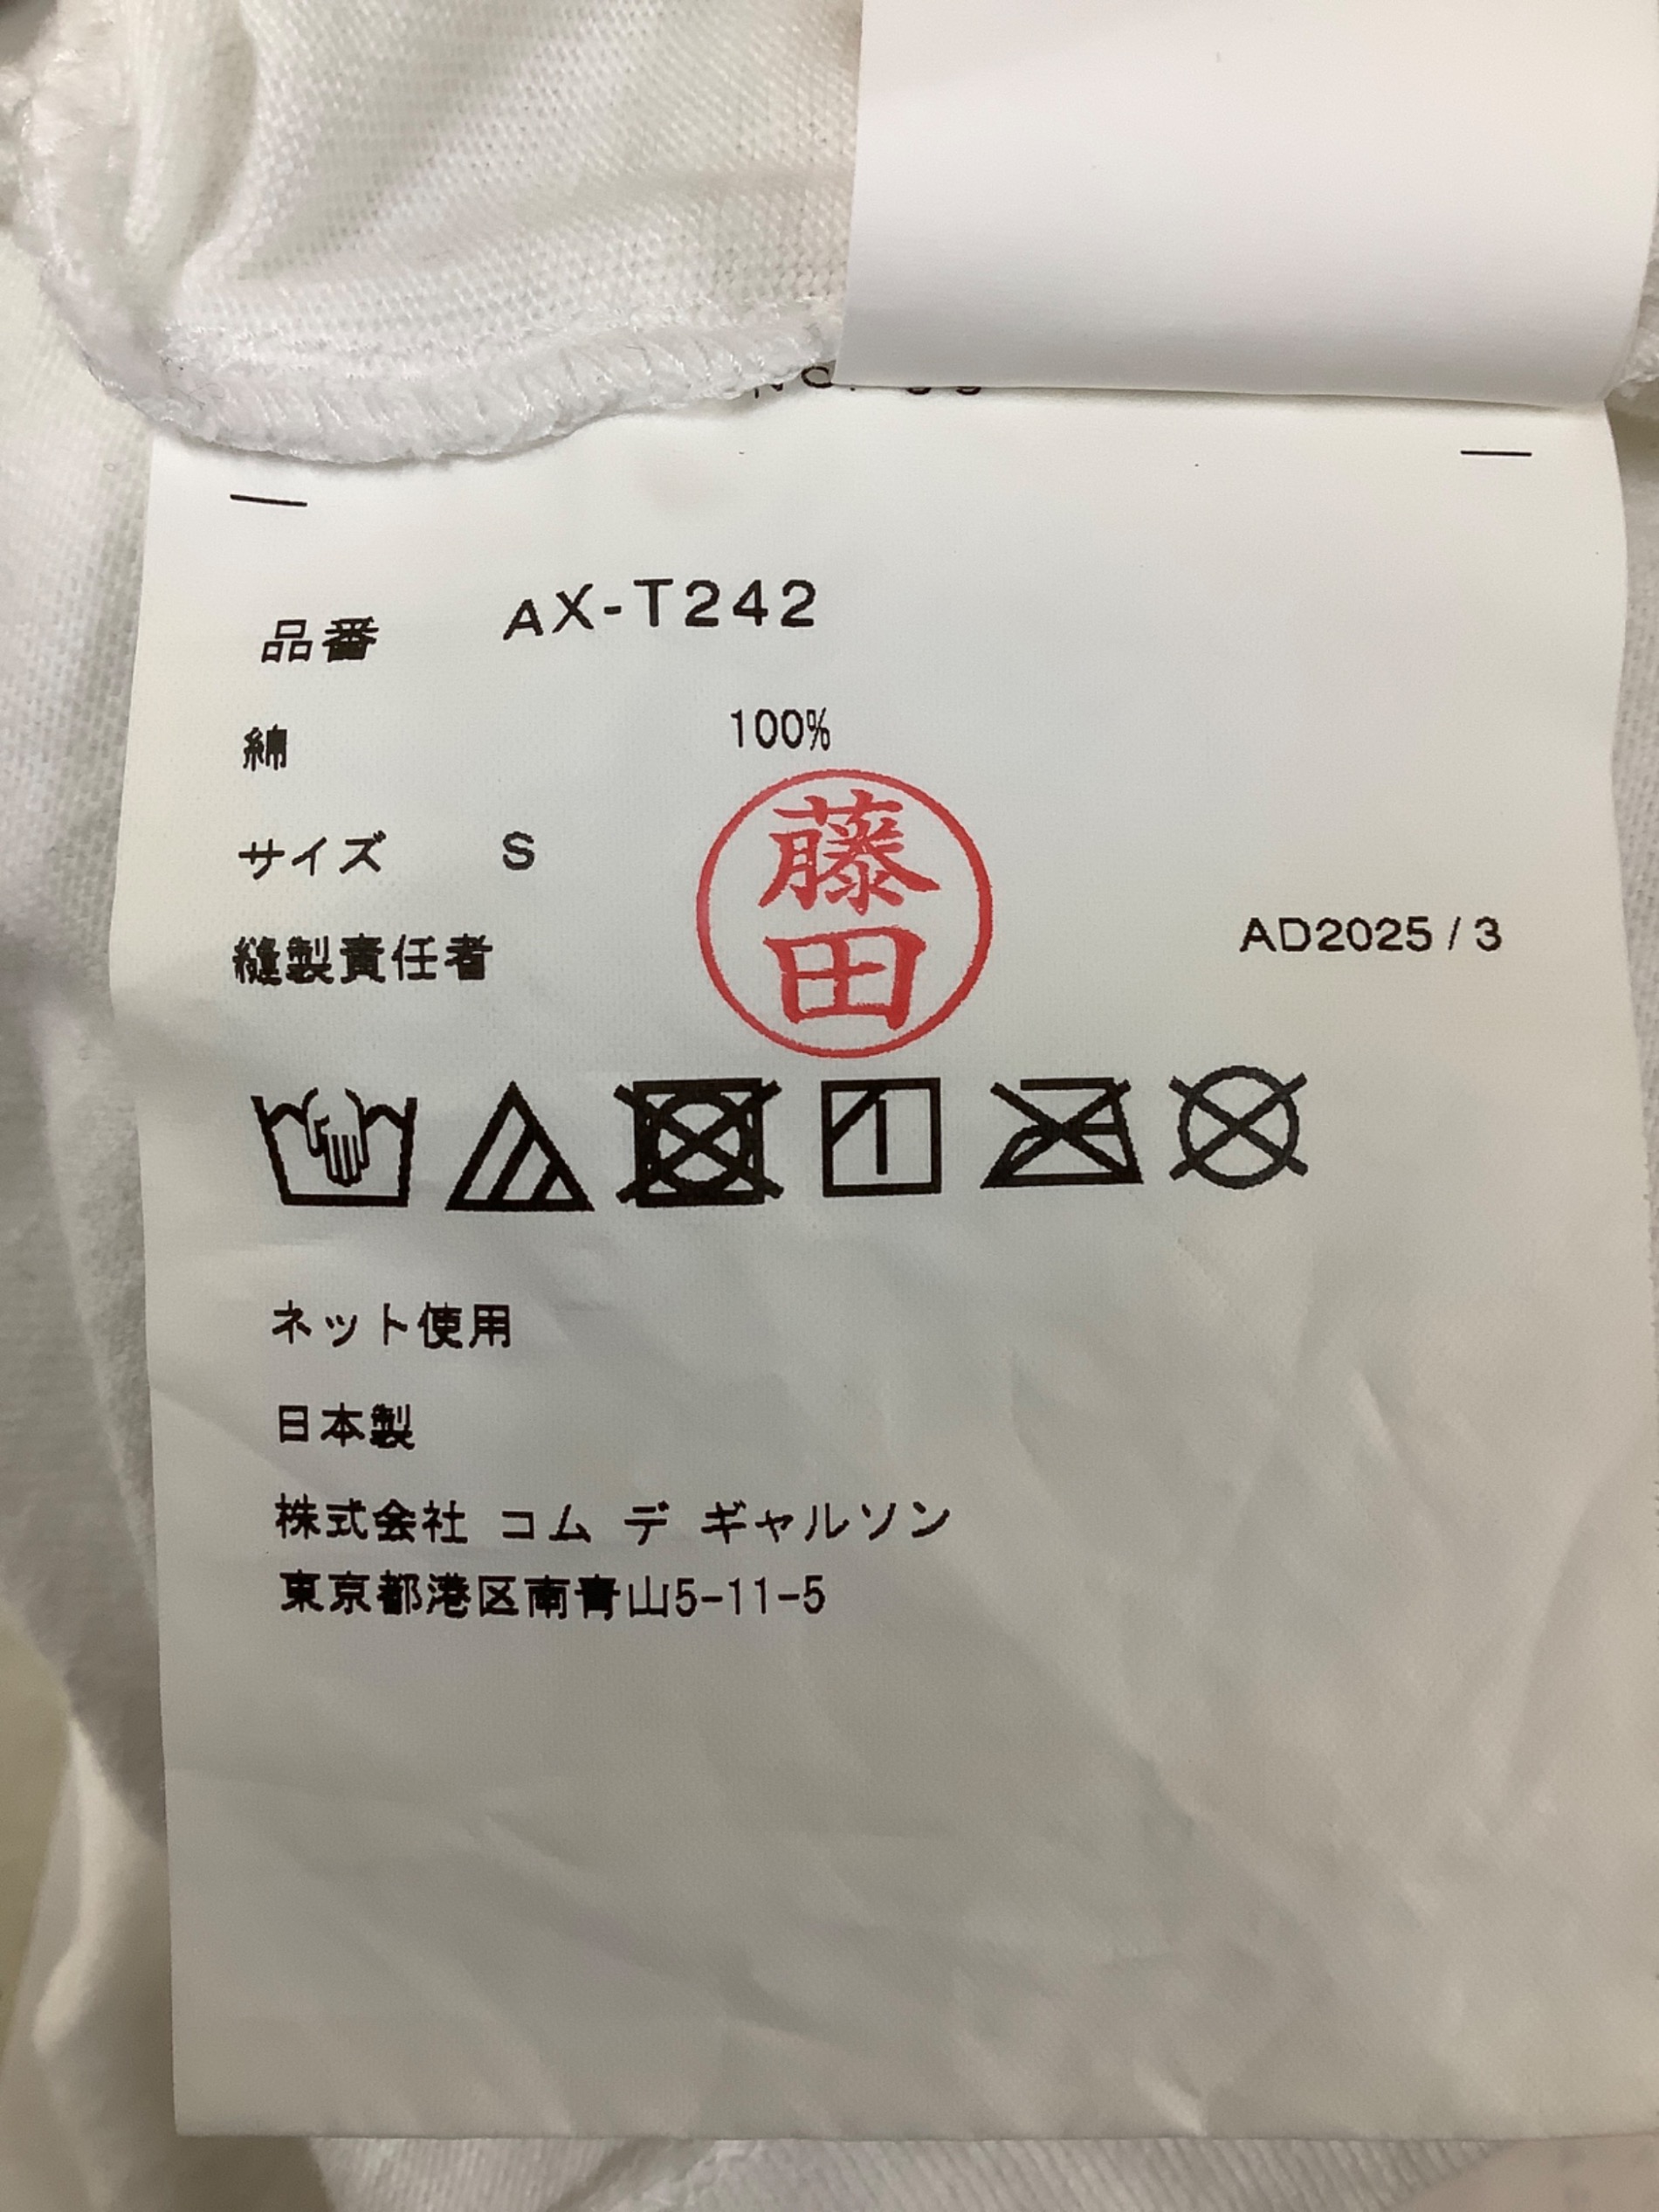 品番 AX-T242
綿 100%
サイズ S
藤田
縫製責任者
AD2025/3
ネット使用
日本製
株式会社 コム デ ギャルソン
東京都港区南青山5-11-5